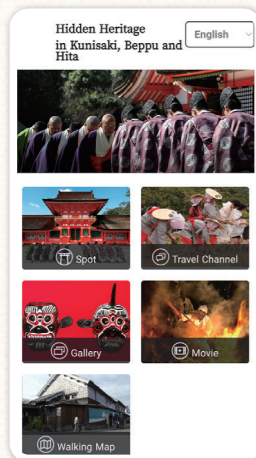 Hidden Heritage
in Kunisaki, Beppu and
Hita
English
Spot
Travel Channel
Gallery
Movie
Walking Map